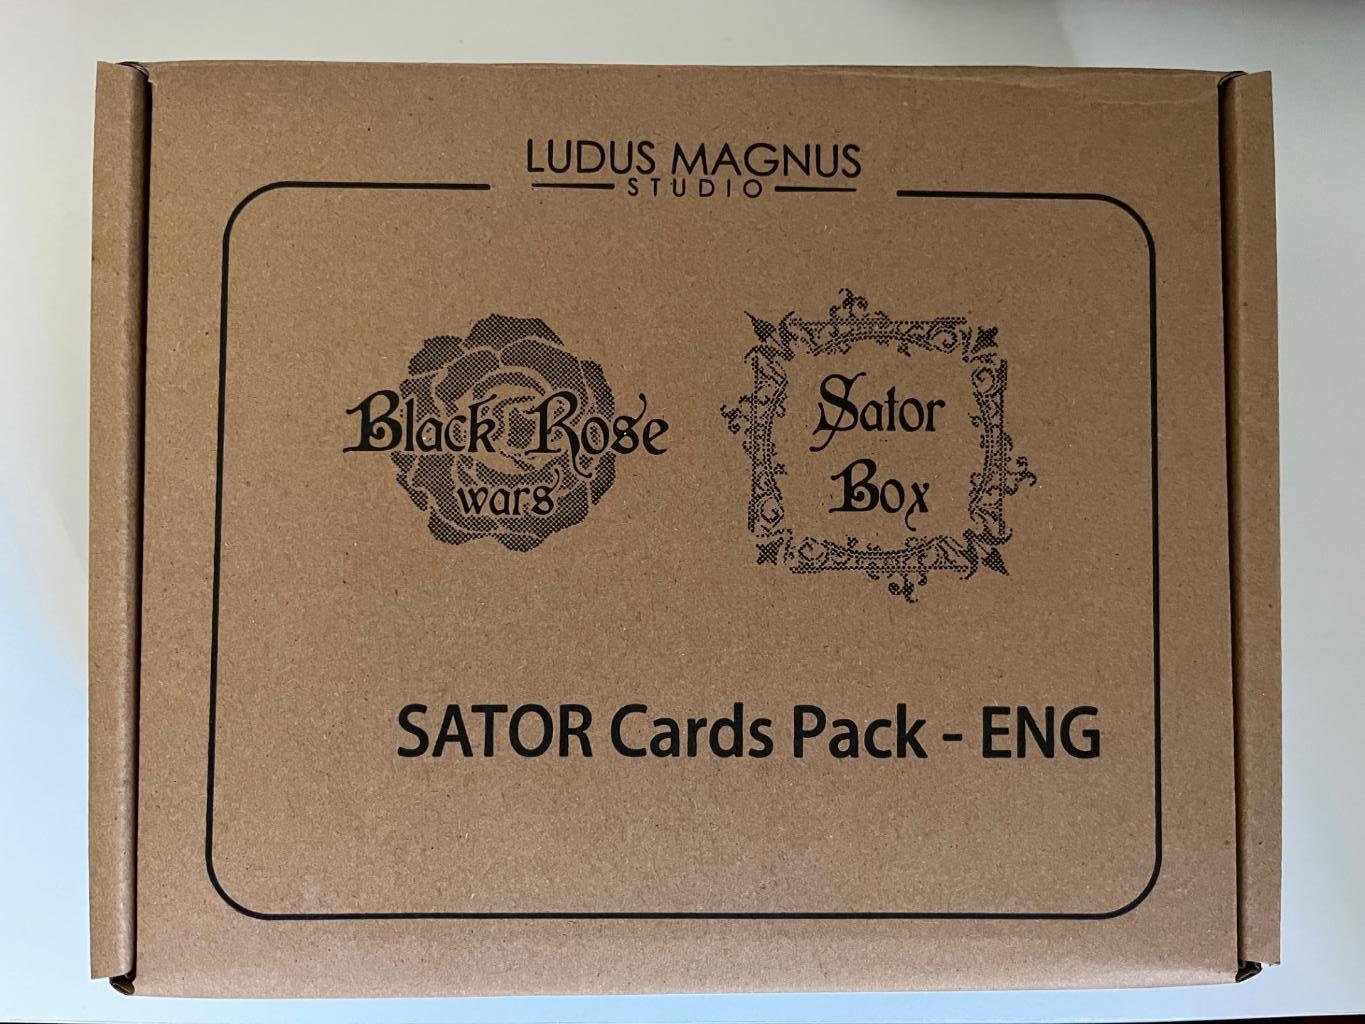 LUDUS MAGNUS
STUDIO
Black Rose
wars
Sator
Box
SATOR Cards Pack - ENG